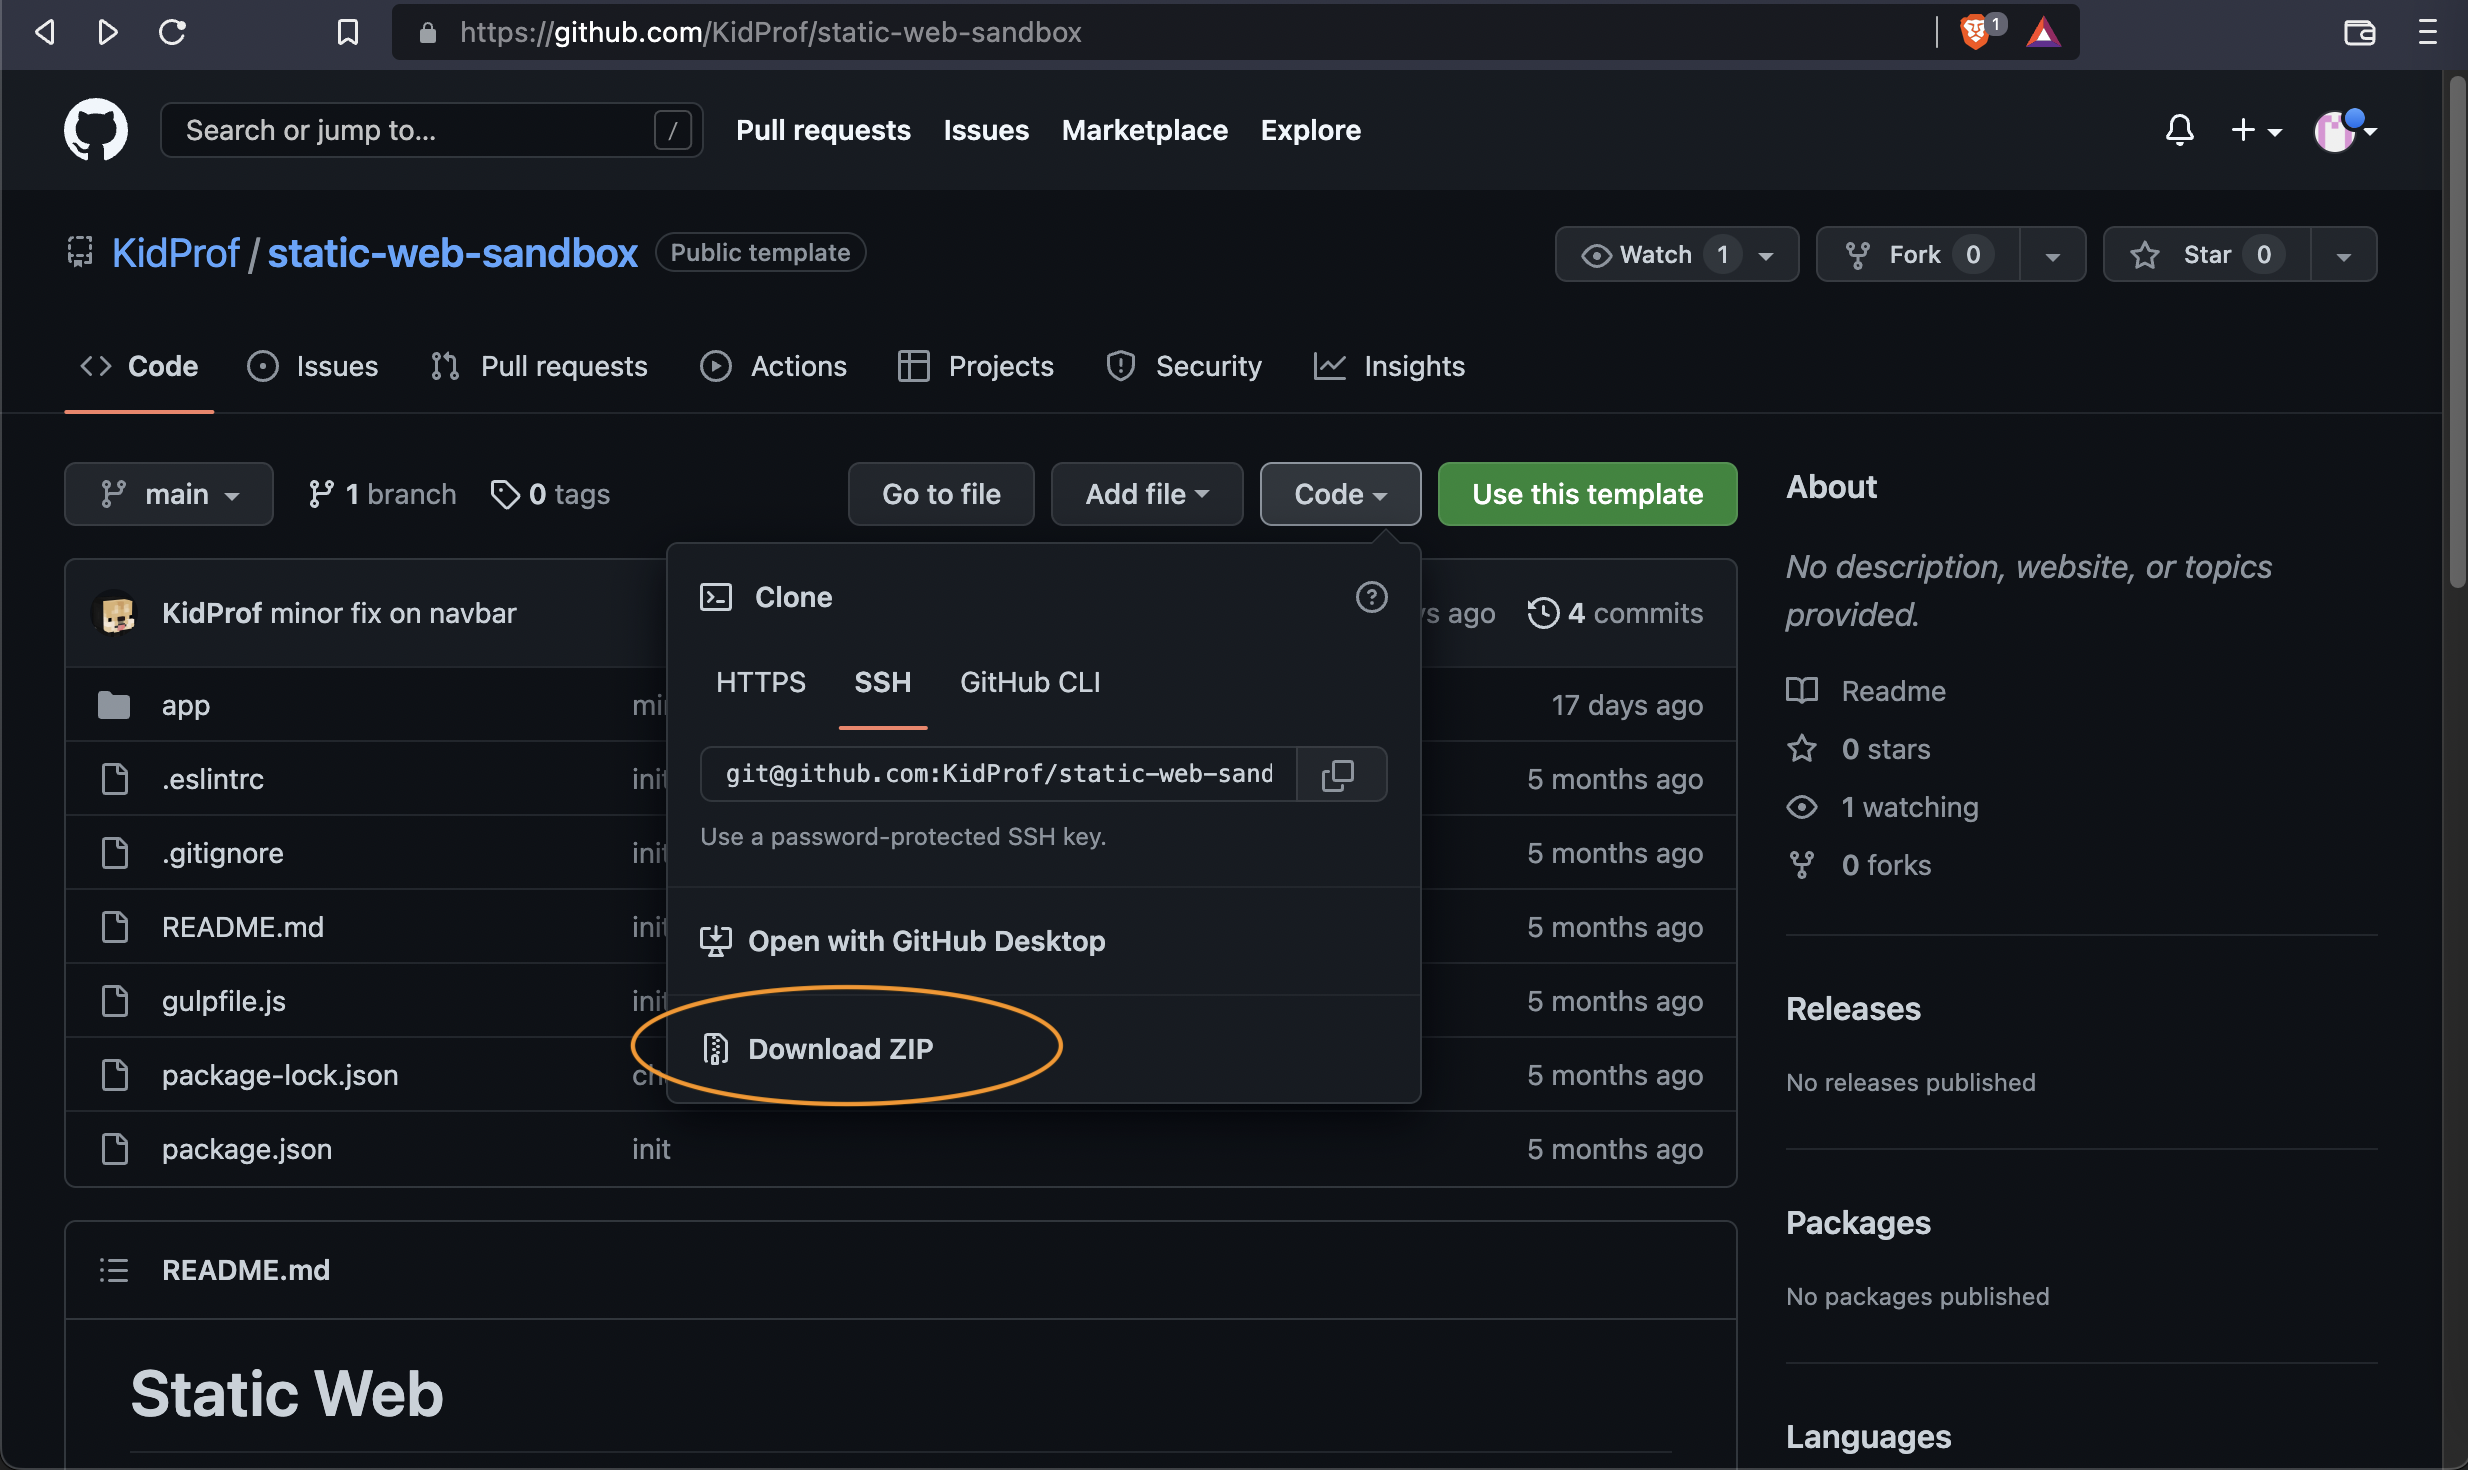 https://github.com/KidProf/static-web-sandbox
1
Search or jump to...
/
Pull requests
Issues
Marketplace
Explore
KidProf / static-web-sandbox
Public template
Watch 1
Fork 0
Star 0
Code
Issues
Pull requests
Actions
Projects
Security
Insights
main
1 branch
0 tags
Go to file
Add file
Code
Use this template
KidProf minor fix on navbar
ago
4 commits
app
17 days ago
.eslintrc
5 months ago
.gitignore
5 months ago
README.md
5 months ago
gulpfile.js
5 months ago
package-lock.json
5 months ago
package.json
init
5 months ago
Clone
HTTPS
SSH
GitHub CLI
git@github.com:KidProf/static-web-sand
Use a password-protected SSH key.
Open with GitHub Desktop
Download ZIP
README.md
Static Web
About
No description, website, or topics
provided.
Readme
0 stars
1 watching
0 forks
Releases
No releases published
Packages
No packages published
Languages